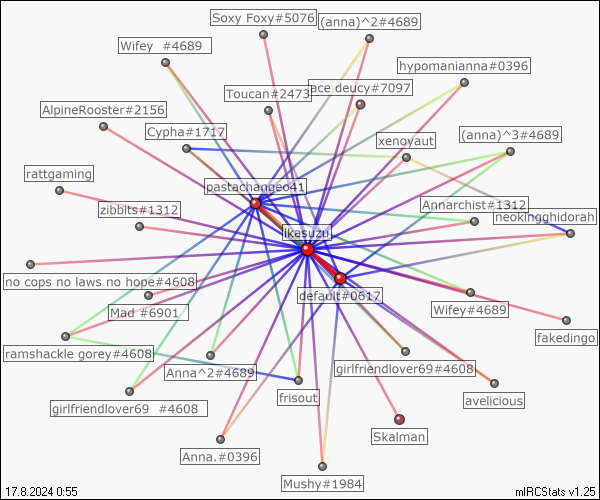 Soxy Foxy#5076
(anna)^2#4689
Wifey  #4689
hypomanianna#0396
Toucan#2473
ace deucy#7097
AlpineRooster#2156
Cypha#1717
xenoyaut
(anna)^3#4689
rattgaming
pastachangeo41
zibbits#1312
Annarchist#1312
neokingghidorah
ikasuzu
no cops no laws no hope#4608
default#0617
Mad #6901
Wifey#4689
fakedingo
ramshackle gorey#4608
Anna^2#4689
girlfriendlover69#4608
frisout
avelicious
girlfriendlover69  #4608
Skalman
Anna.#0396
Mushy#1984
17.8.2024 0:55
mIRCStats v1.25